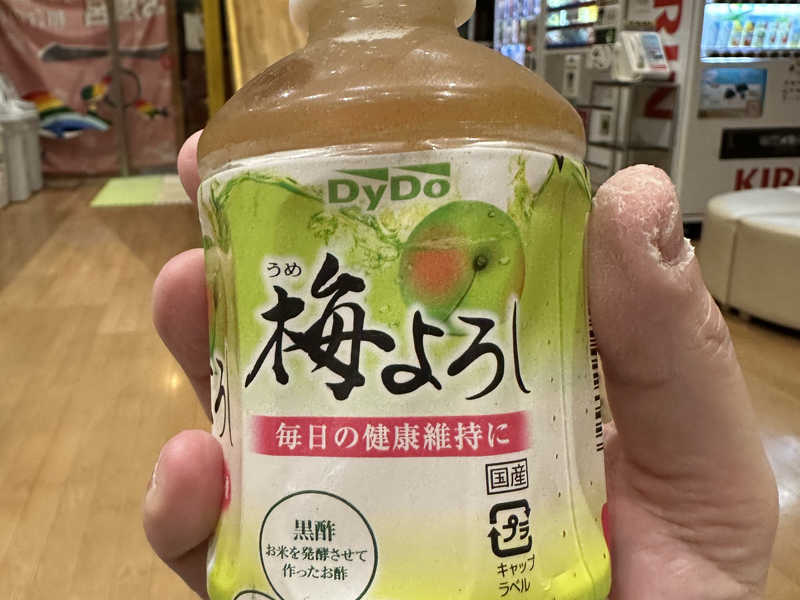 DyDo
うめ
梅よろし
毎日の健康維持に
国産
プラ
キャップ
ラベル
黒酢
お米を発酵させて
作ったお酢
KIRI